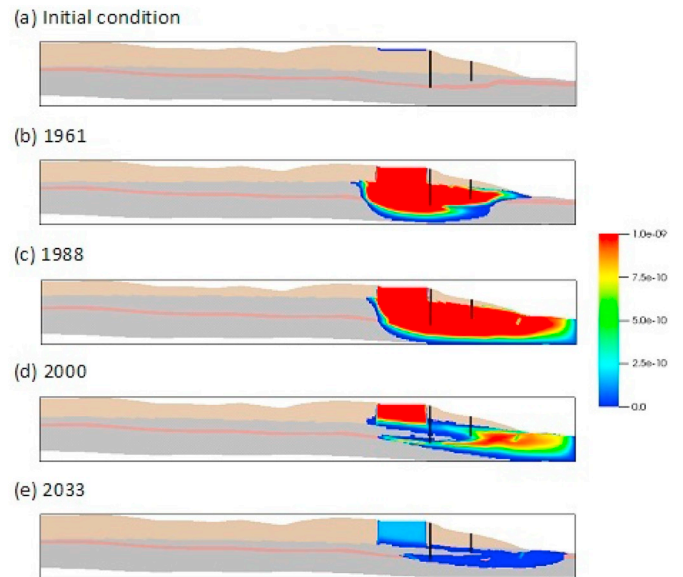 (a) Initial condition
(b) 1961
(c) 1988
(d) 2000
(e) 2033
1.0e-09
7.5e-10
5.0e-10
2.5e-10
0.0